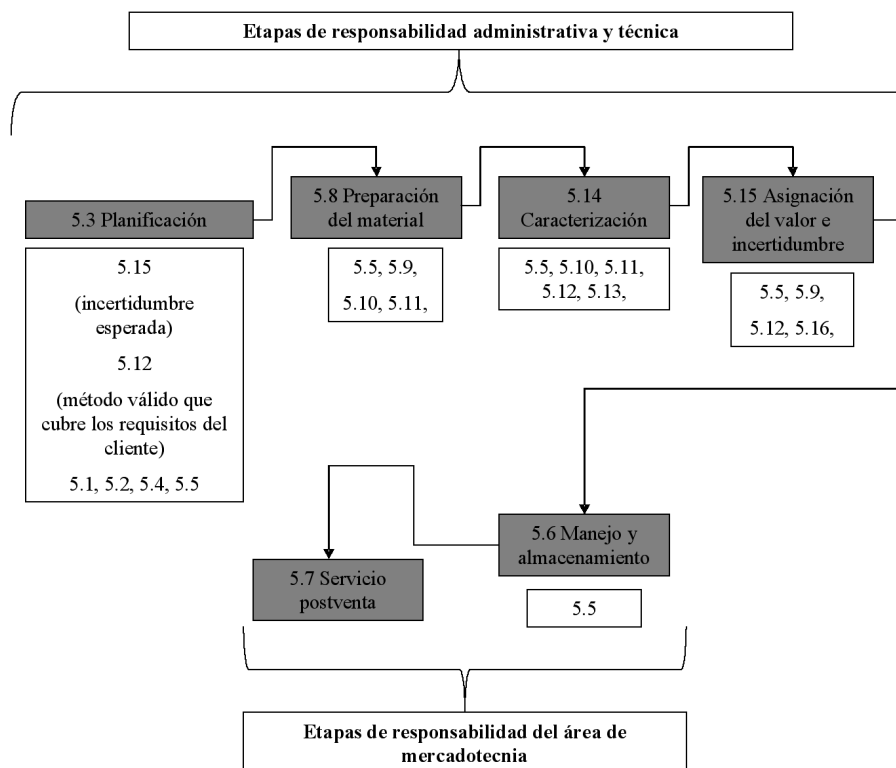 Etapas de responsabilidad administrativa y técnica
5.3 Planificación
5.15
(incertidumbre
esperada)
5.12
(método válido que
cubre los requisitos del
cliente)
5.1, 5.2, 5.4, 5.5
5.8 Preparación
del material
5.5, 5.9,
5.10, 5.11,
5.14
Caracterización
5.5, 5.10, 5.11,
5.12, 5.13,
5.15 Asignación
del valor e
incertidumbre
5.5, 5.9,
5.12, 5.16,
5.6 Manejo y
almacenamiento
5.5
5.7 Servicio
postventa
Etapas de responsabilidad del área de
mercadotecnia